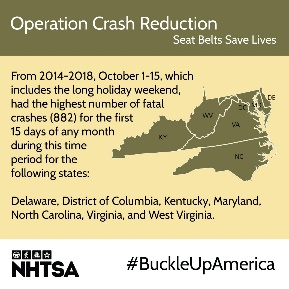 Operation Crash Reduction
Seat Belts Save Lives
From 2014-2018, October 1-15, which
includes the long holiday weekend,
had the highest number of fatal
crashes (882) for the first
15 days of any month
during this time
period for the
following states:
DE
WV
DC
VA
KY
NC
Delaware, District of Columbia, Kentucky, Maryland,
North Carolina, Virginia, and West Virginia.
NHTSA
#BuckleUpAmerica